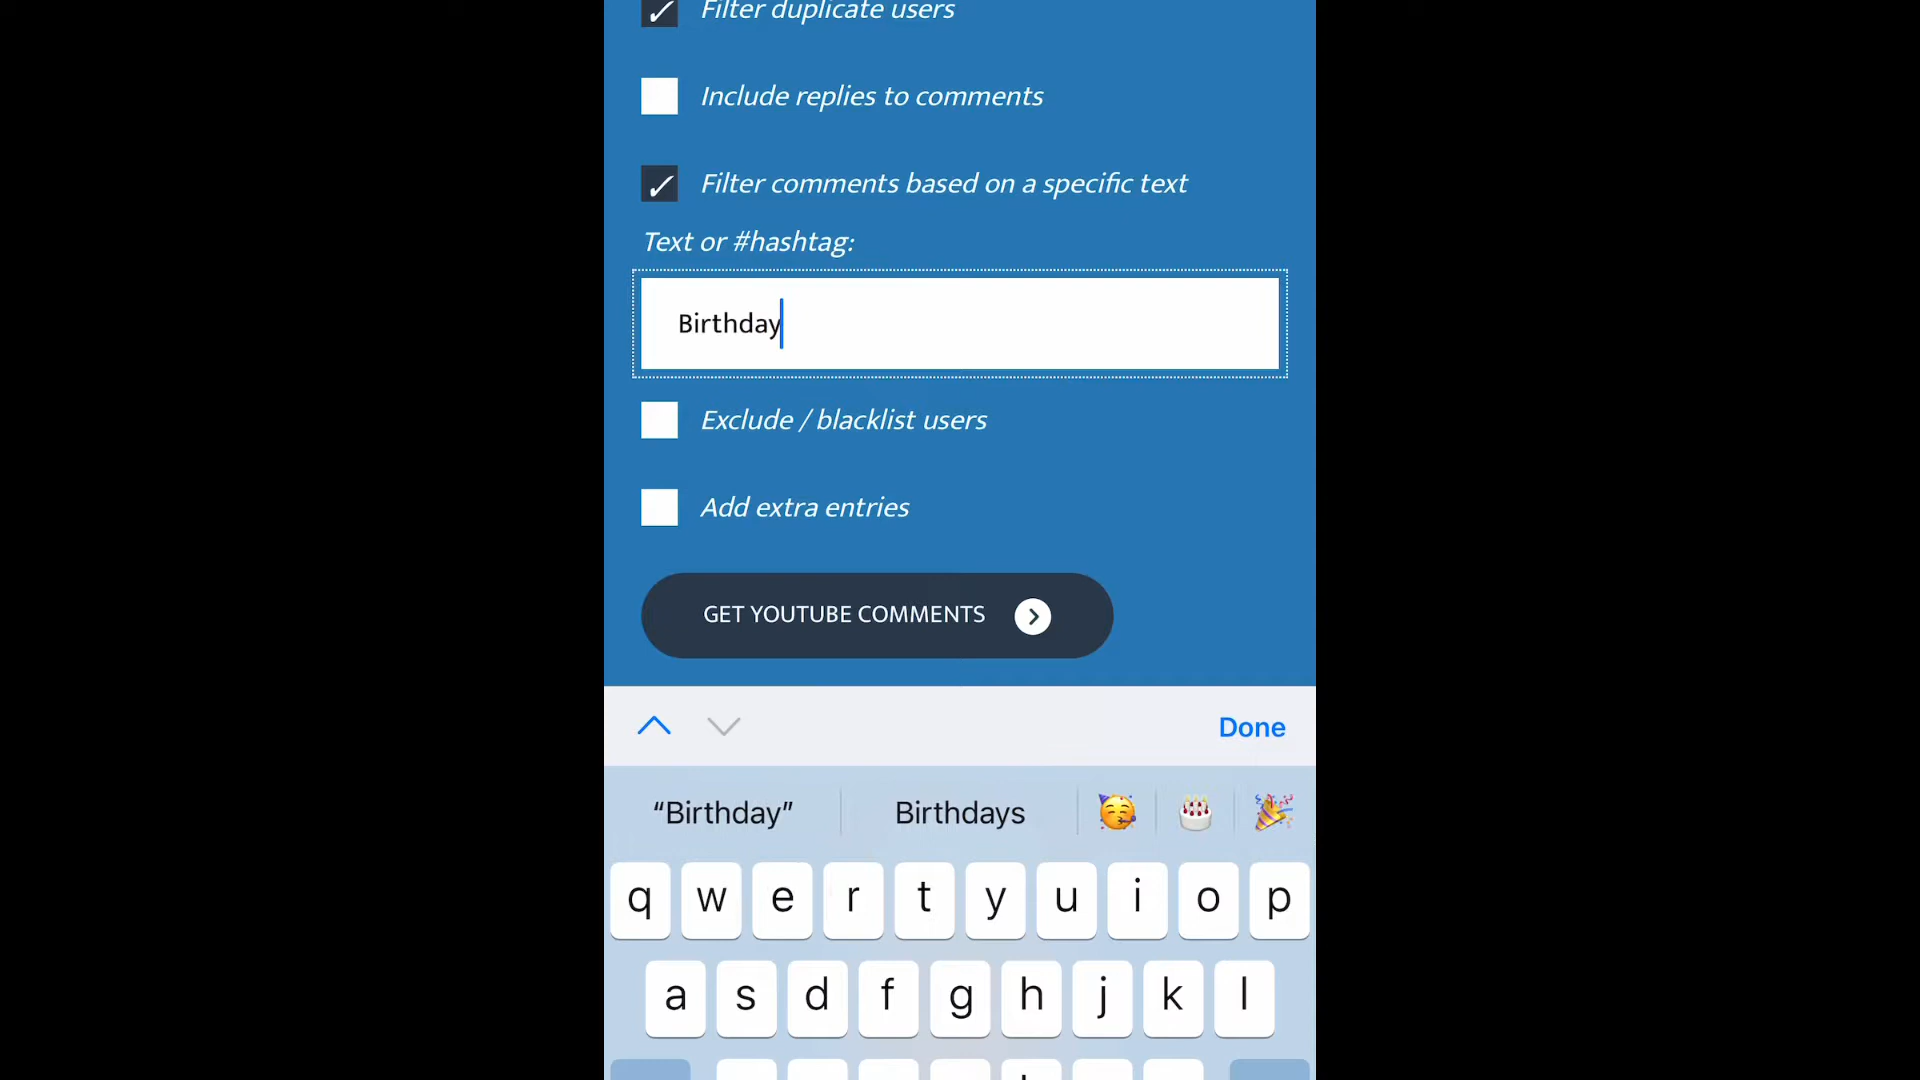 Filter duplicate users
Include replies to comments
Filter comments based on a specific text
Text or #hashtag:
Birthday
Exclude / blacklist users
Add extra entries
GET YOUTUBE COMMENTS
Done
“Birthday” Birthdays
q w e r t y u i o p
a s d f g h j k l